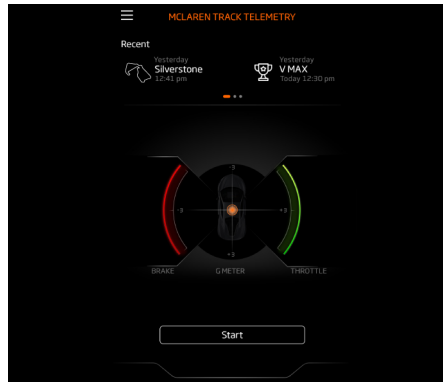 MCLAREN TRACK TELEMETRY
Recent
Yesterday
Silverstone
12:41 pm
Yesterday
V MAX
Today 12:30 pm
-3
-3
+3
+3
BRAKE
G METER
THROTTLE
Start